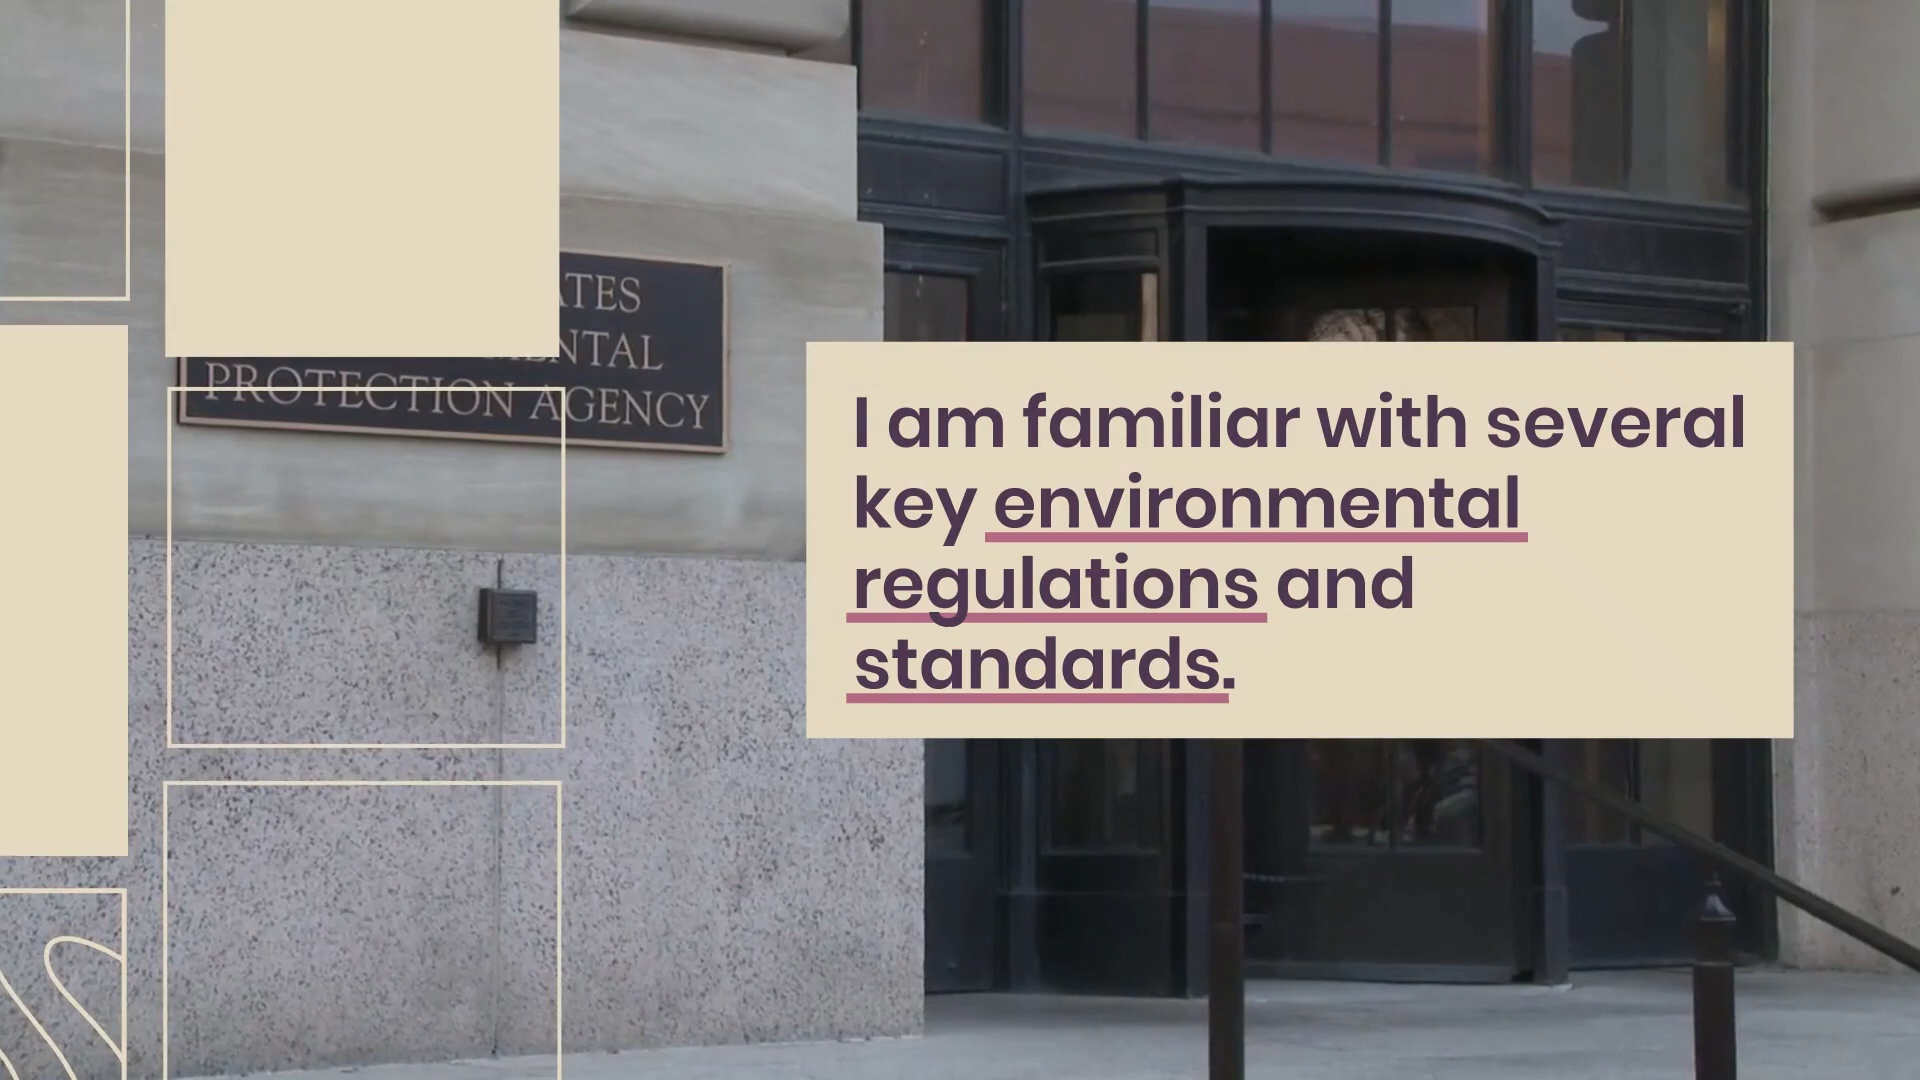 ATES
NTAL
PROTECTION AGENCY
I am familiar with several
key environmental
regulations and
standards.